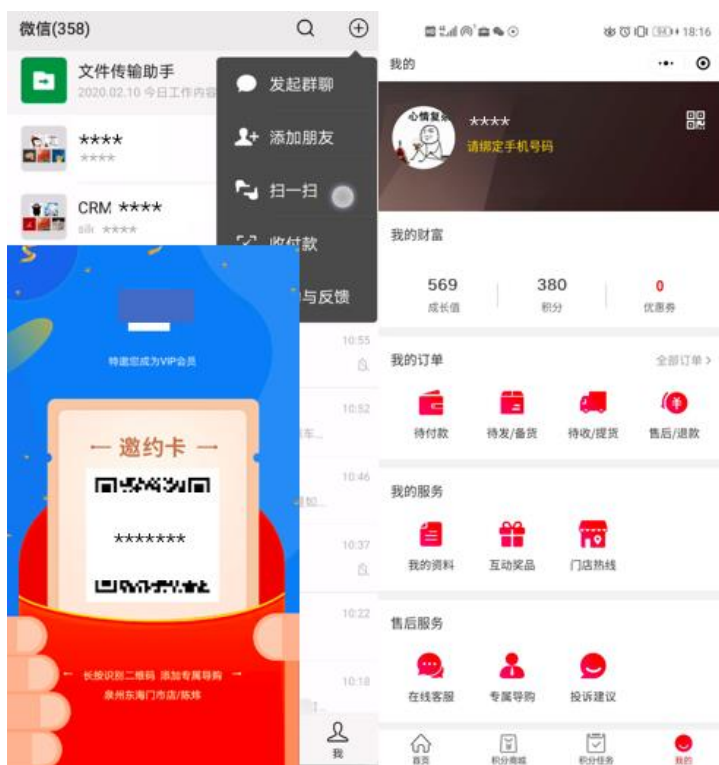 微信(358)
文件传输助手
2020.02.10 今日工作内容
****
****
CRM ****
silk ****
发起群聊
添加朋友
扫一扫
收付款
与反馈
10:55
10:52
车...
10:46
10:37
10:22
10:18
我
特邀您成为VIP会员
邀约卡
*******
长按识别二维码 添加专属导购
泉州东海门市店/陈炜
18:16
我的
心情复杂
****
请绑定手机号码
我的财富
569
380
0
成长值
积分
优惠券
我的订单
全部订单 >
待付款
待发/备货
待收/提货
售后/退款
我的服务
我的资料
互动奖品
门店热线
售后服务
在线客服
专属导购
投诉建议
首页
积分商城
积分任务
我的